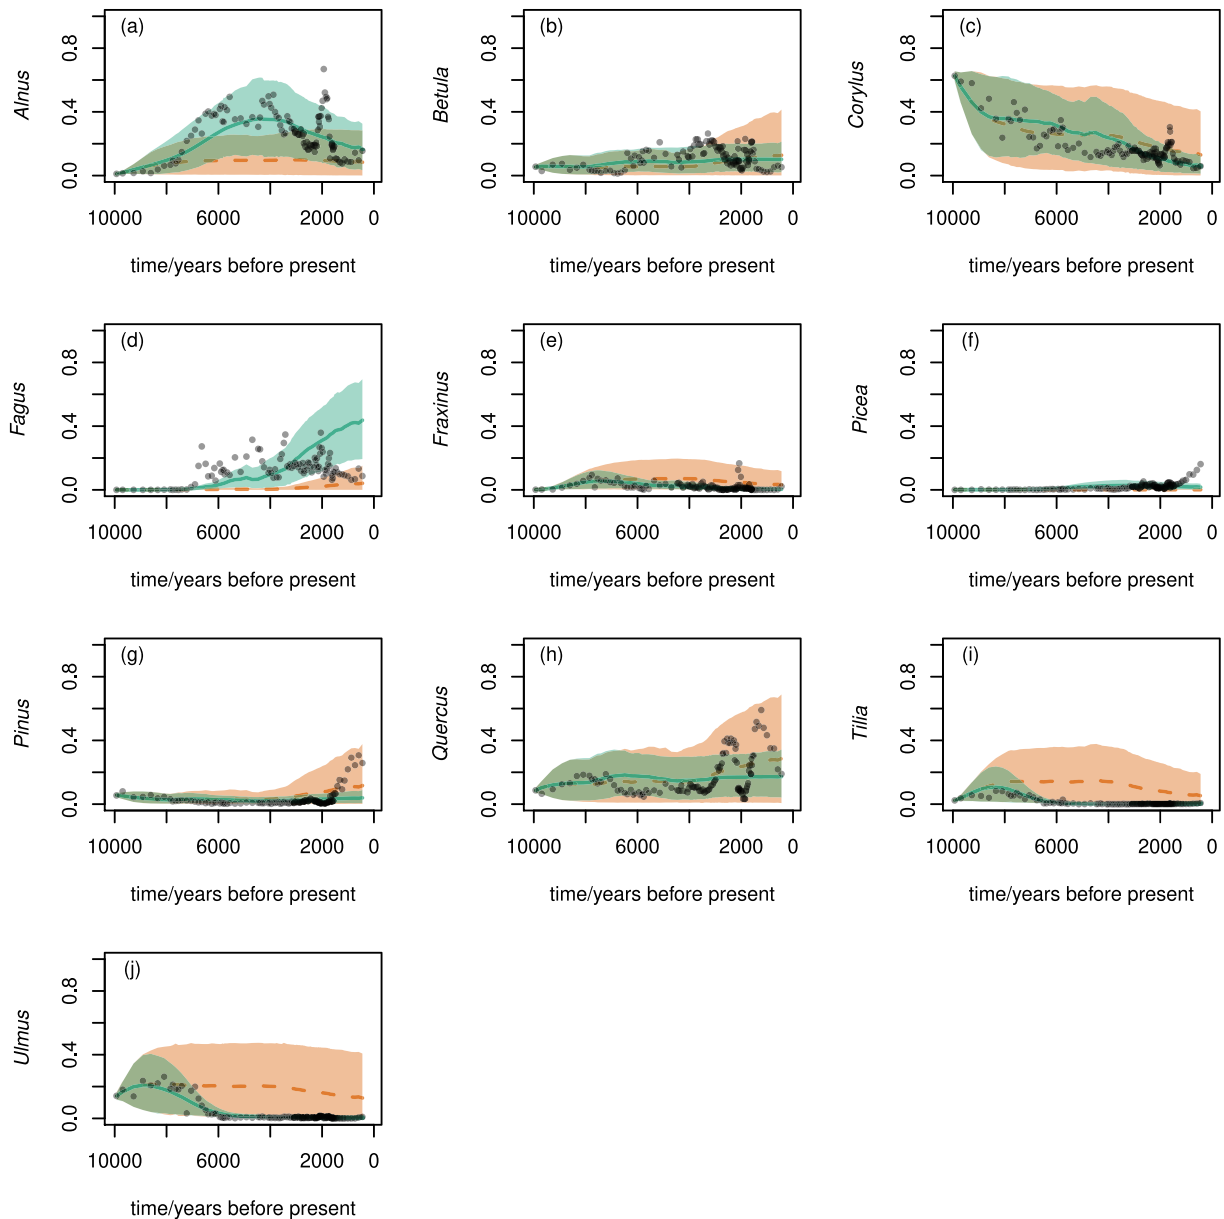 (a)
Alnus
0.0 0.4 0.8
10000 6000 2000 0
time/years before present
(b)
Betula
0.0 0.4 0.8
10000 6000 2000 0
time/years before present
(c)
Corylus
0.0 0.4 0.8
10000 6000 2000 0
time/years before present
(d)
Fagus
0.0 0.4 0.8
10000 6000 2000 0
time/years before present
(e)
Fraxinus
0.0 0.4 0.8
10000 6000 2000 0
time/years before present
(f)
Picea
0.0 0.4 0.8
10000 6000 2000 0
time/years before present
(g)
Pinus
0.0 0.4 0.8
10000 6000 2000 0
time/years before present
(h)
Quercus
0.0 0.4 0.8
10000 6000 2000 0
time/years before present
(i)
Tilia
0.0 0.4 0.8
10000 6000 2000 0
time/years before present
(j)
Ulmus
0.0 0.4 0.8
10000 6000 2000 0
time/years before present